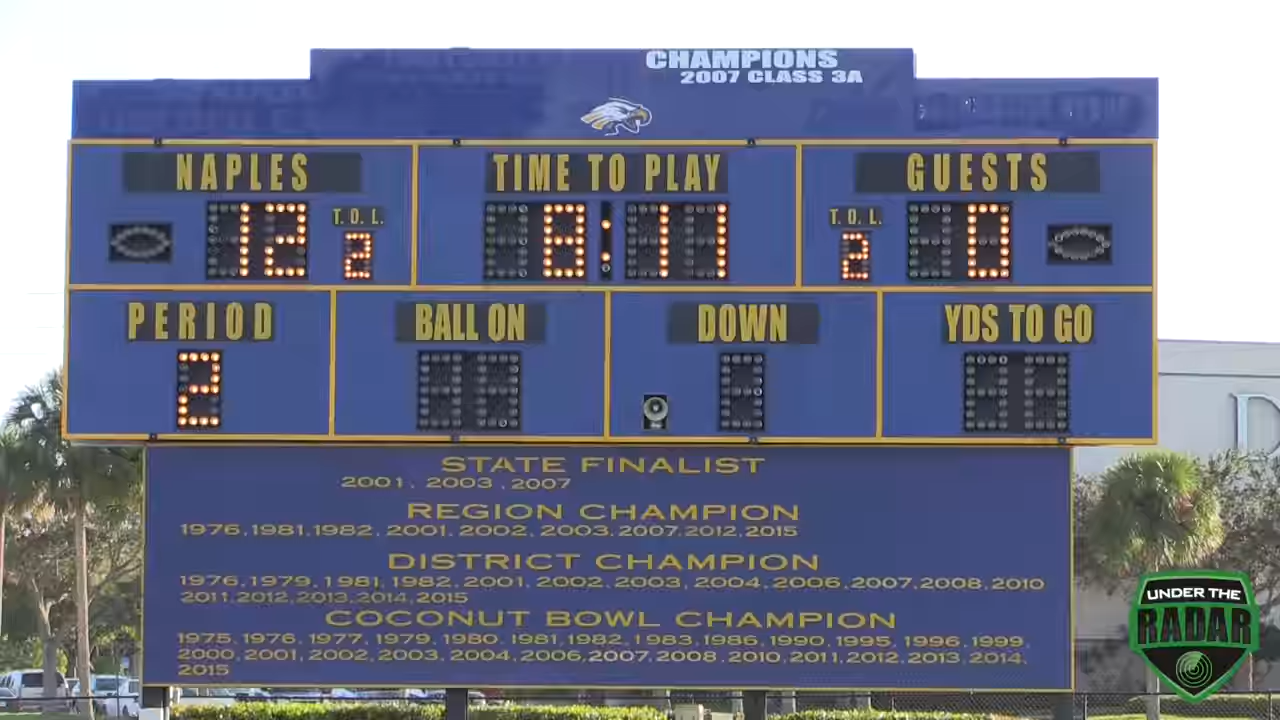 CHAMPIONS
2007 CLASS 3A
NAPLES TIME TO PLAY GUESTS
12 T.O.L. 2 8:11 T.O.L. 2 0
PERIOD BALL ON DOWN YDS TO GO
2
STATE FINALIST
2001, 2003, 2007
REGION CHAMPION
1976,1981,1982, 2001, 2002, 2003, 2007,2012,2015
DISTRICT CHAMPION
1976,1979,1981,1982,2001,2002,2003,2004,2006,2007,2008,2010
2011,2012,2013,2014,2015
COCONUT BOWL CHAMPION
1975,1976,1977,1979,1980,1981,1982,1983,1986,1990,1995,1996,1999,
2000,2001,2002,2003,2004,2006,2007,2008,2010,2011,2012,2013,2014,
2015
UNDER THE
RADAR